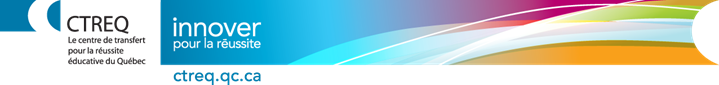 CTREQ
Le centre de transfert
pour la réussite
éducative du Québec
innover
pour la réussite
ctreq.qc.ca